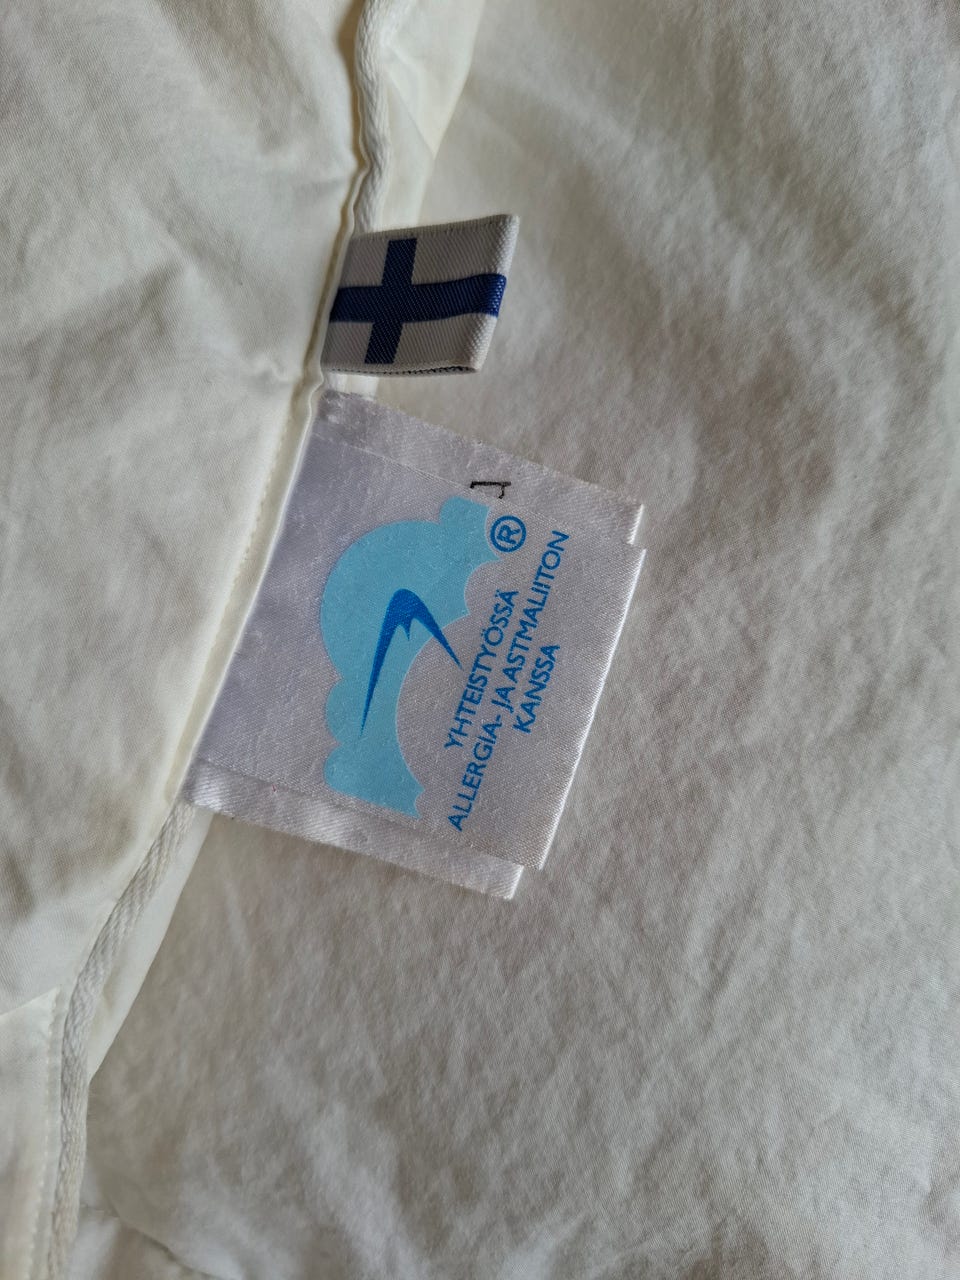 ®
YHTEISTYÖSSÄ
ALLERGIA- JA ASTMALIITON
KANSSA